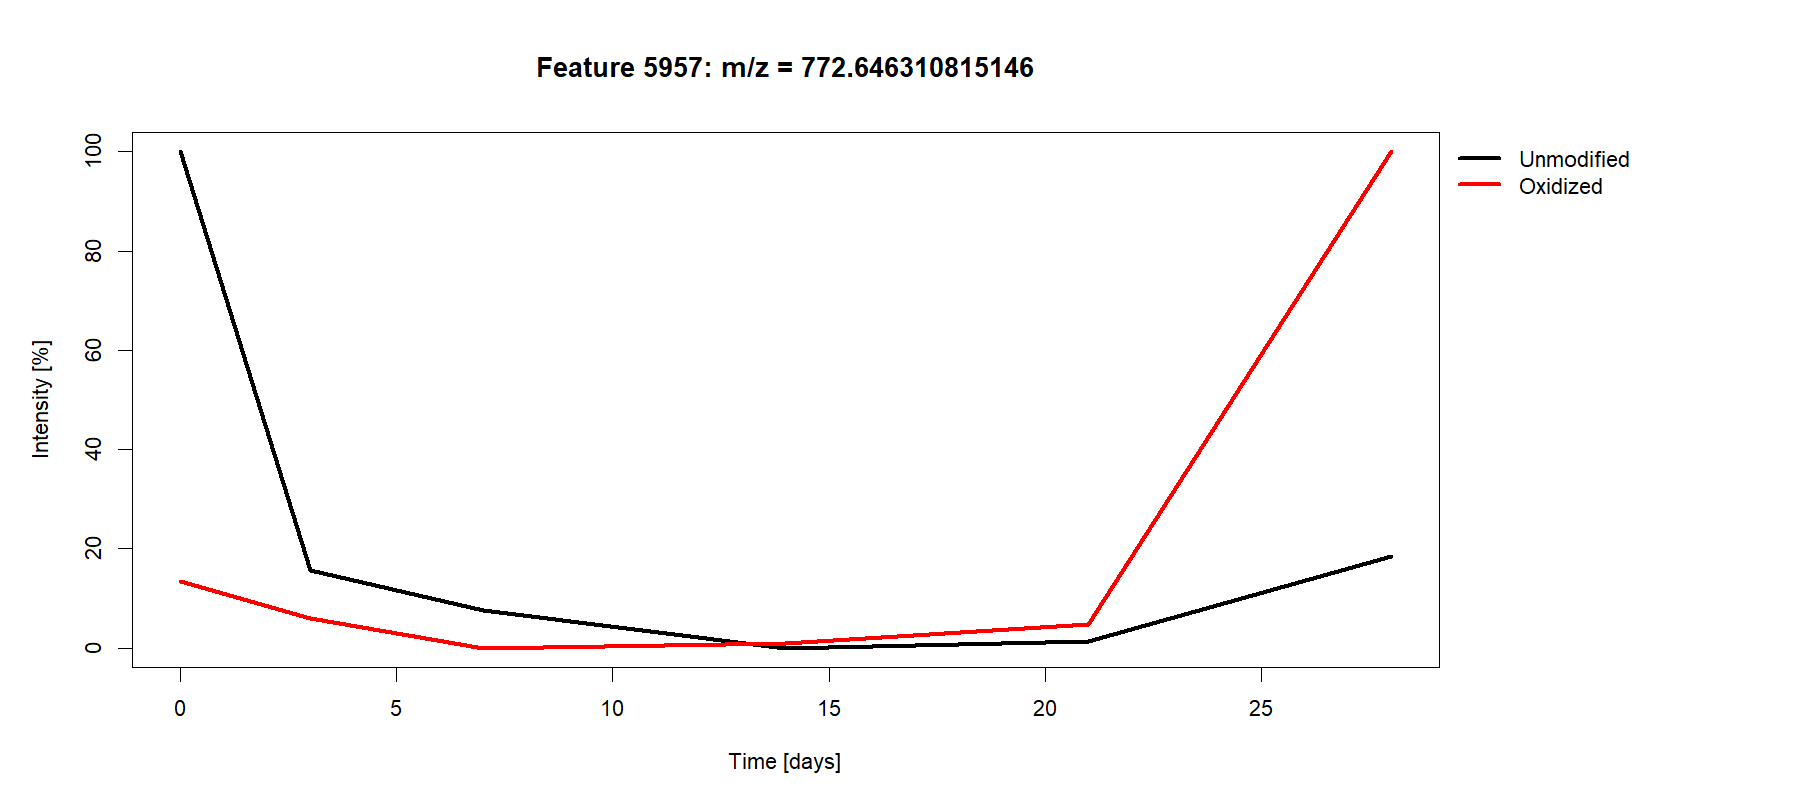 Feature 5957: m/z = 772.646310815146
Unmodified
Oxidized
Intensity [%]
100
80
60
40
20
0
0 5 10 15 20 25
Time [days]